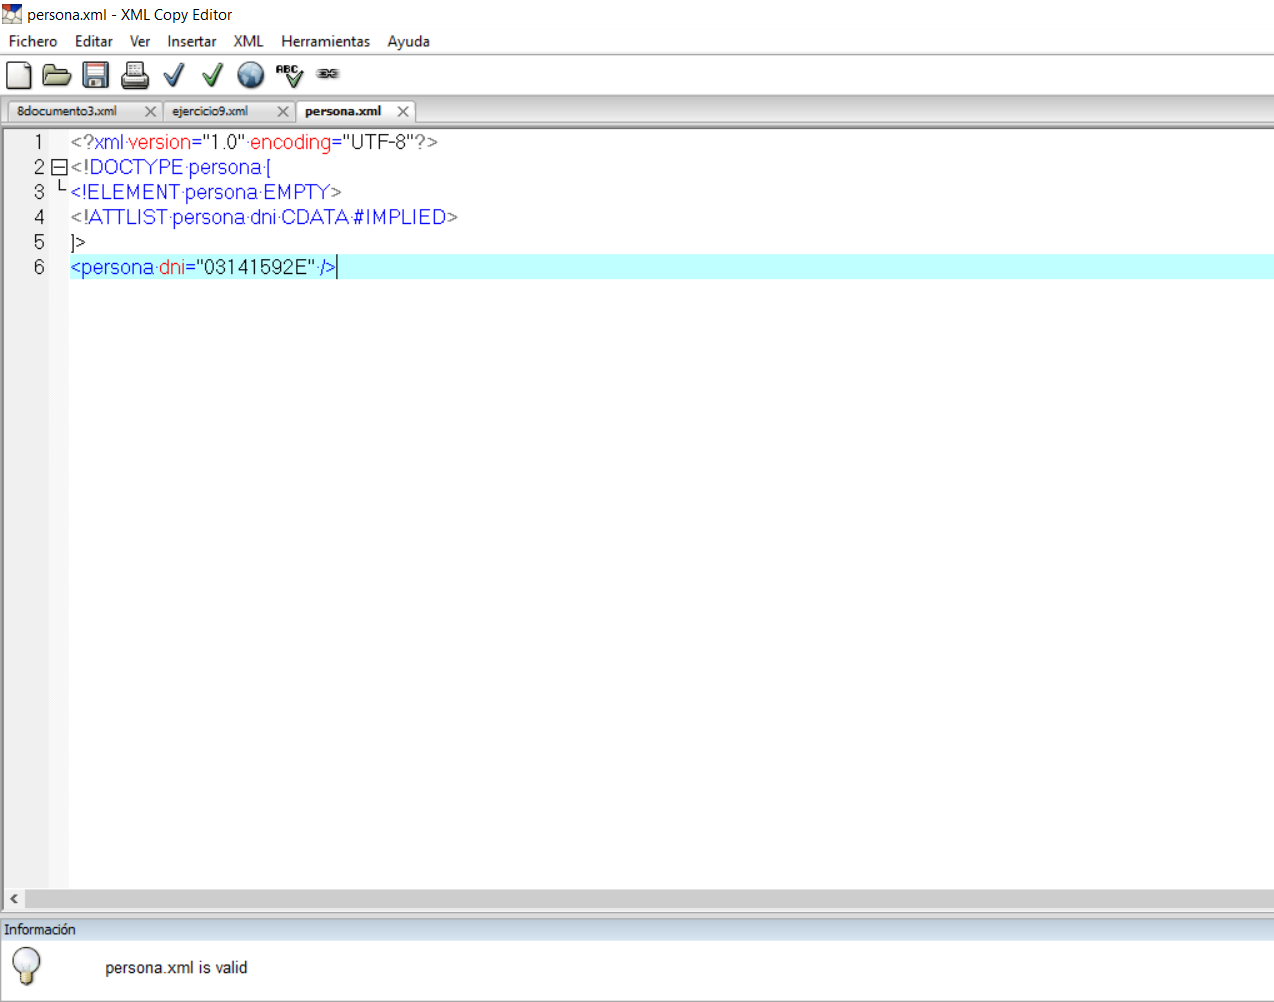 persona.xml - XML Copy Editor
Fichero Editar Ver Insertar XML Herramientas Ayuda
ABC
8documento3.xml ejercicio9.xml persona.xml
1 <?xml version="1.0" encoding="UTF-8"?>
2 <!DOCTYPE persona [
3 <!ELEMENT persona EMPTY>
4 <!ATTLIST persona dni CDATA #IMPLIED>
5 ]>
6 <persona dni="03141592E" />
Información
persona.xml is valid